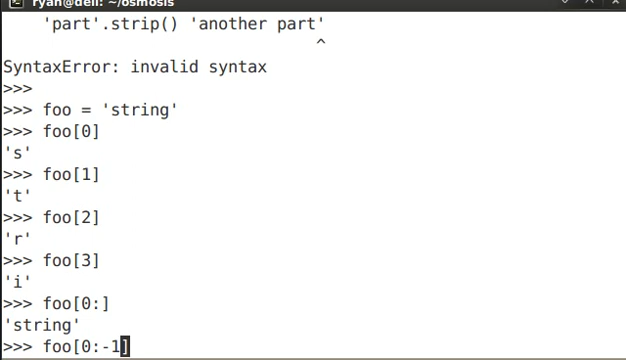 ryan@dell: ~/osmosis
'part'.strip() 'another part'
^
SyntaxError: invalid syntax
>>>
>>> foo = 'string'
>>> foo[0]
's'
>>> foo[1]
't'
>>> foo[2]
'r'
>>> foo[3]
'i'
>>> foo[0:]
'string'
>>> foo[0:-1]